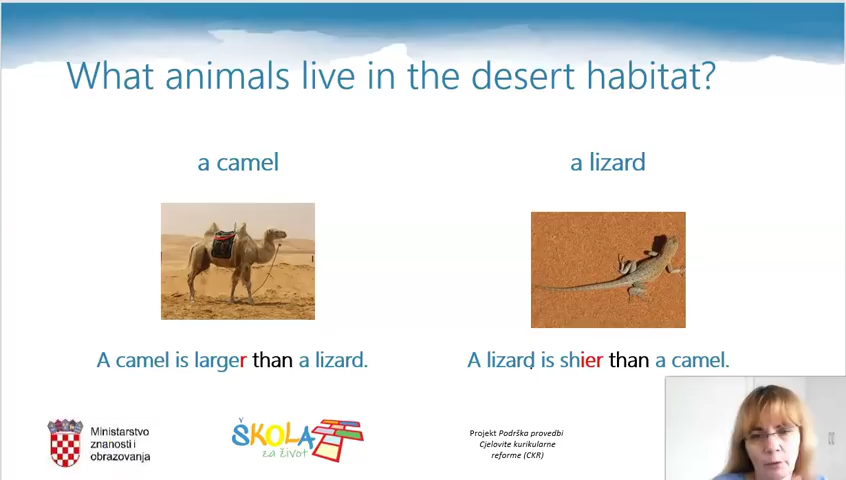 What animals live in the desert habitat?
a camel
a lizard
A camel is larger than a lizard.
A lizard is shier than a camel.
Ministarstvo
znanosti i
obrazovanja
ŠKOLA
za život
Projekt Podrška provedbi
Cjelovite kurikularne
reforme (CKR)